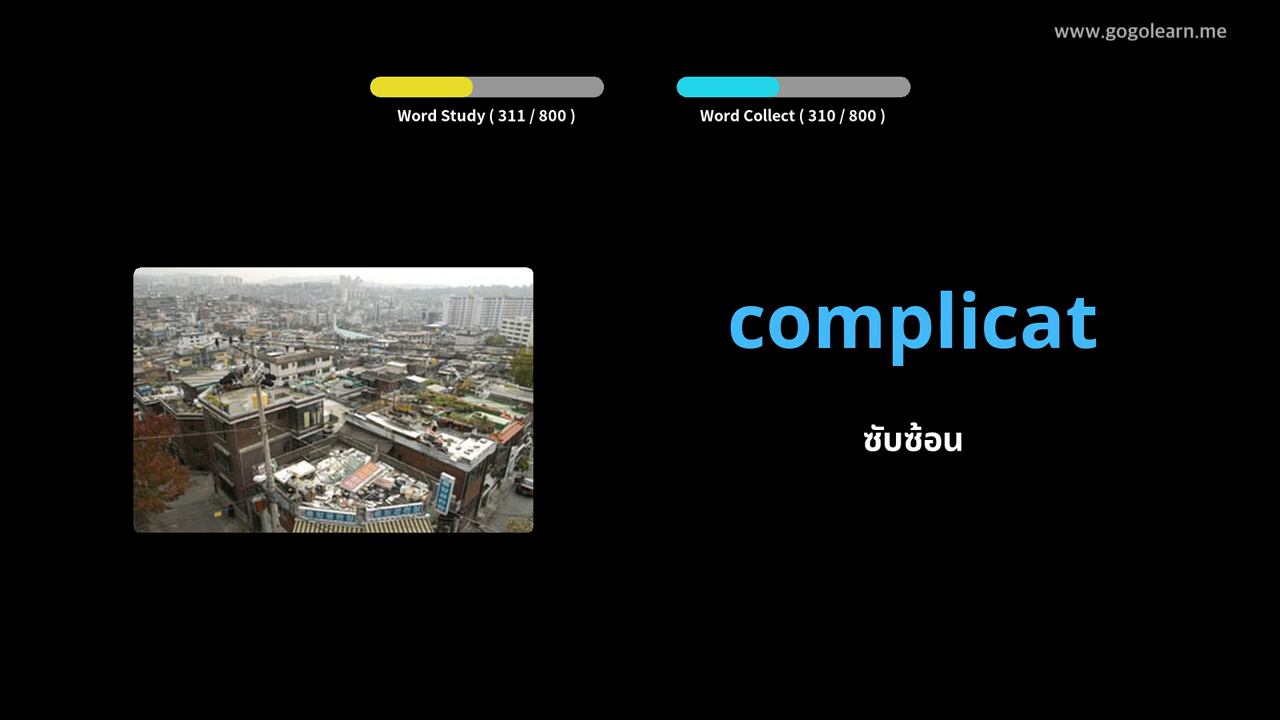 www.gogolearn.me
Word Study ( 311 / 800 )
Word Collect ( 310 / 800 )
complicat
ซับซ้อน